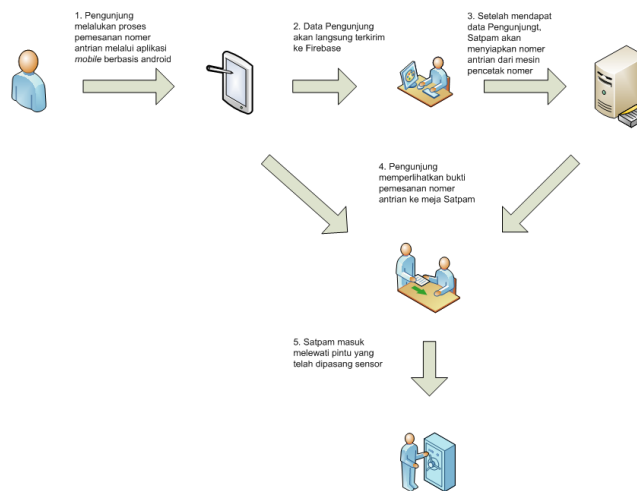 1. Pengunjung
melalukan proses
pemesanan nomer
antrian melalui aplikasi
mobile berbasis android
2. Data Pengunjung
akan langsung terkirim
ke Firebase
3. Setelah mendapat
data Pengunjungt,
Satpam akan
menyiapkan nomer
antrian dari mesin
pencetak nomer
4. Pengunjung
memperlihatkan bukti
pemesanan nomer
antrian ke meja Satpam
5. Satpam masuk
melewati pintu yang
telah dipasang sensor